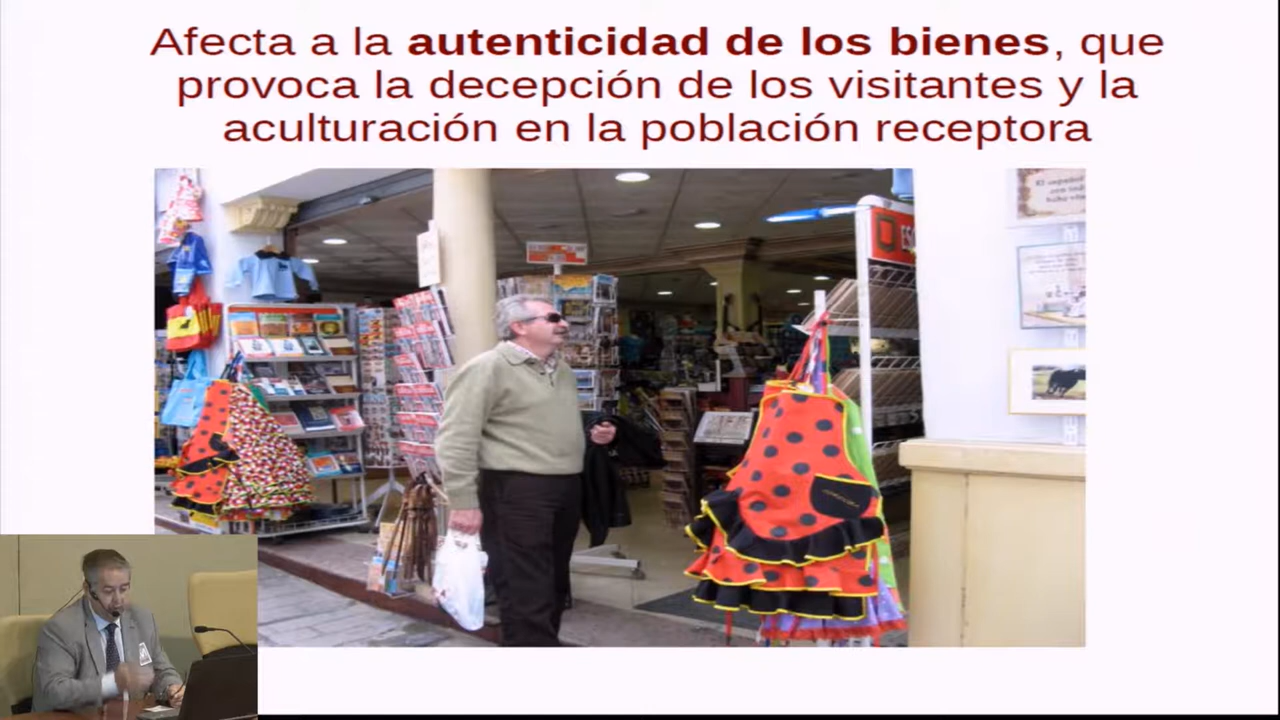 Afecta a la autenticidad de los bienes, que
provoca la decepción de los visitantes y la
aculturación en la población receptora